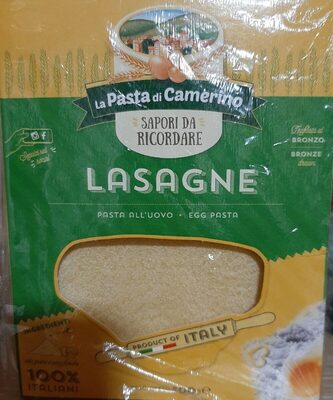 La Pasta di Camerino
SAPORI DA
RICORDARE
Trafilata al
BRONZO
BRONZE
drawn
LASAGNE
PASTA ALL'UOVO • EGG PASTA
PRODUCT OF ITALY
INGREDIENTI
100%
ITALIANI